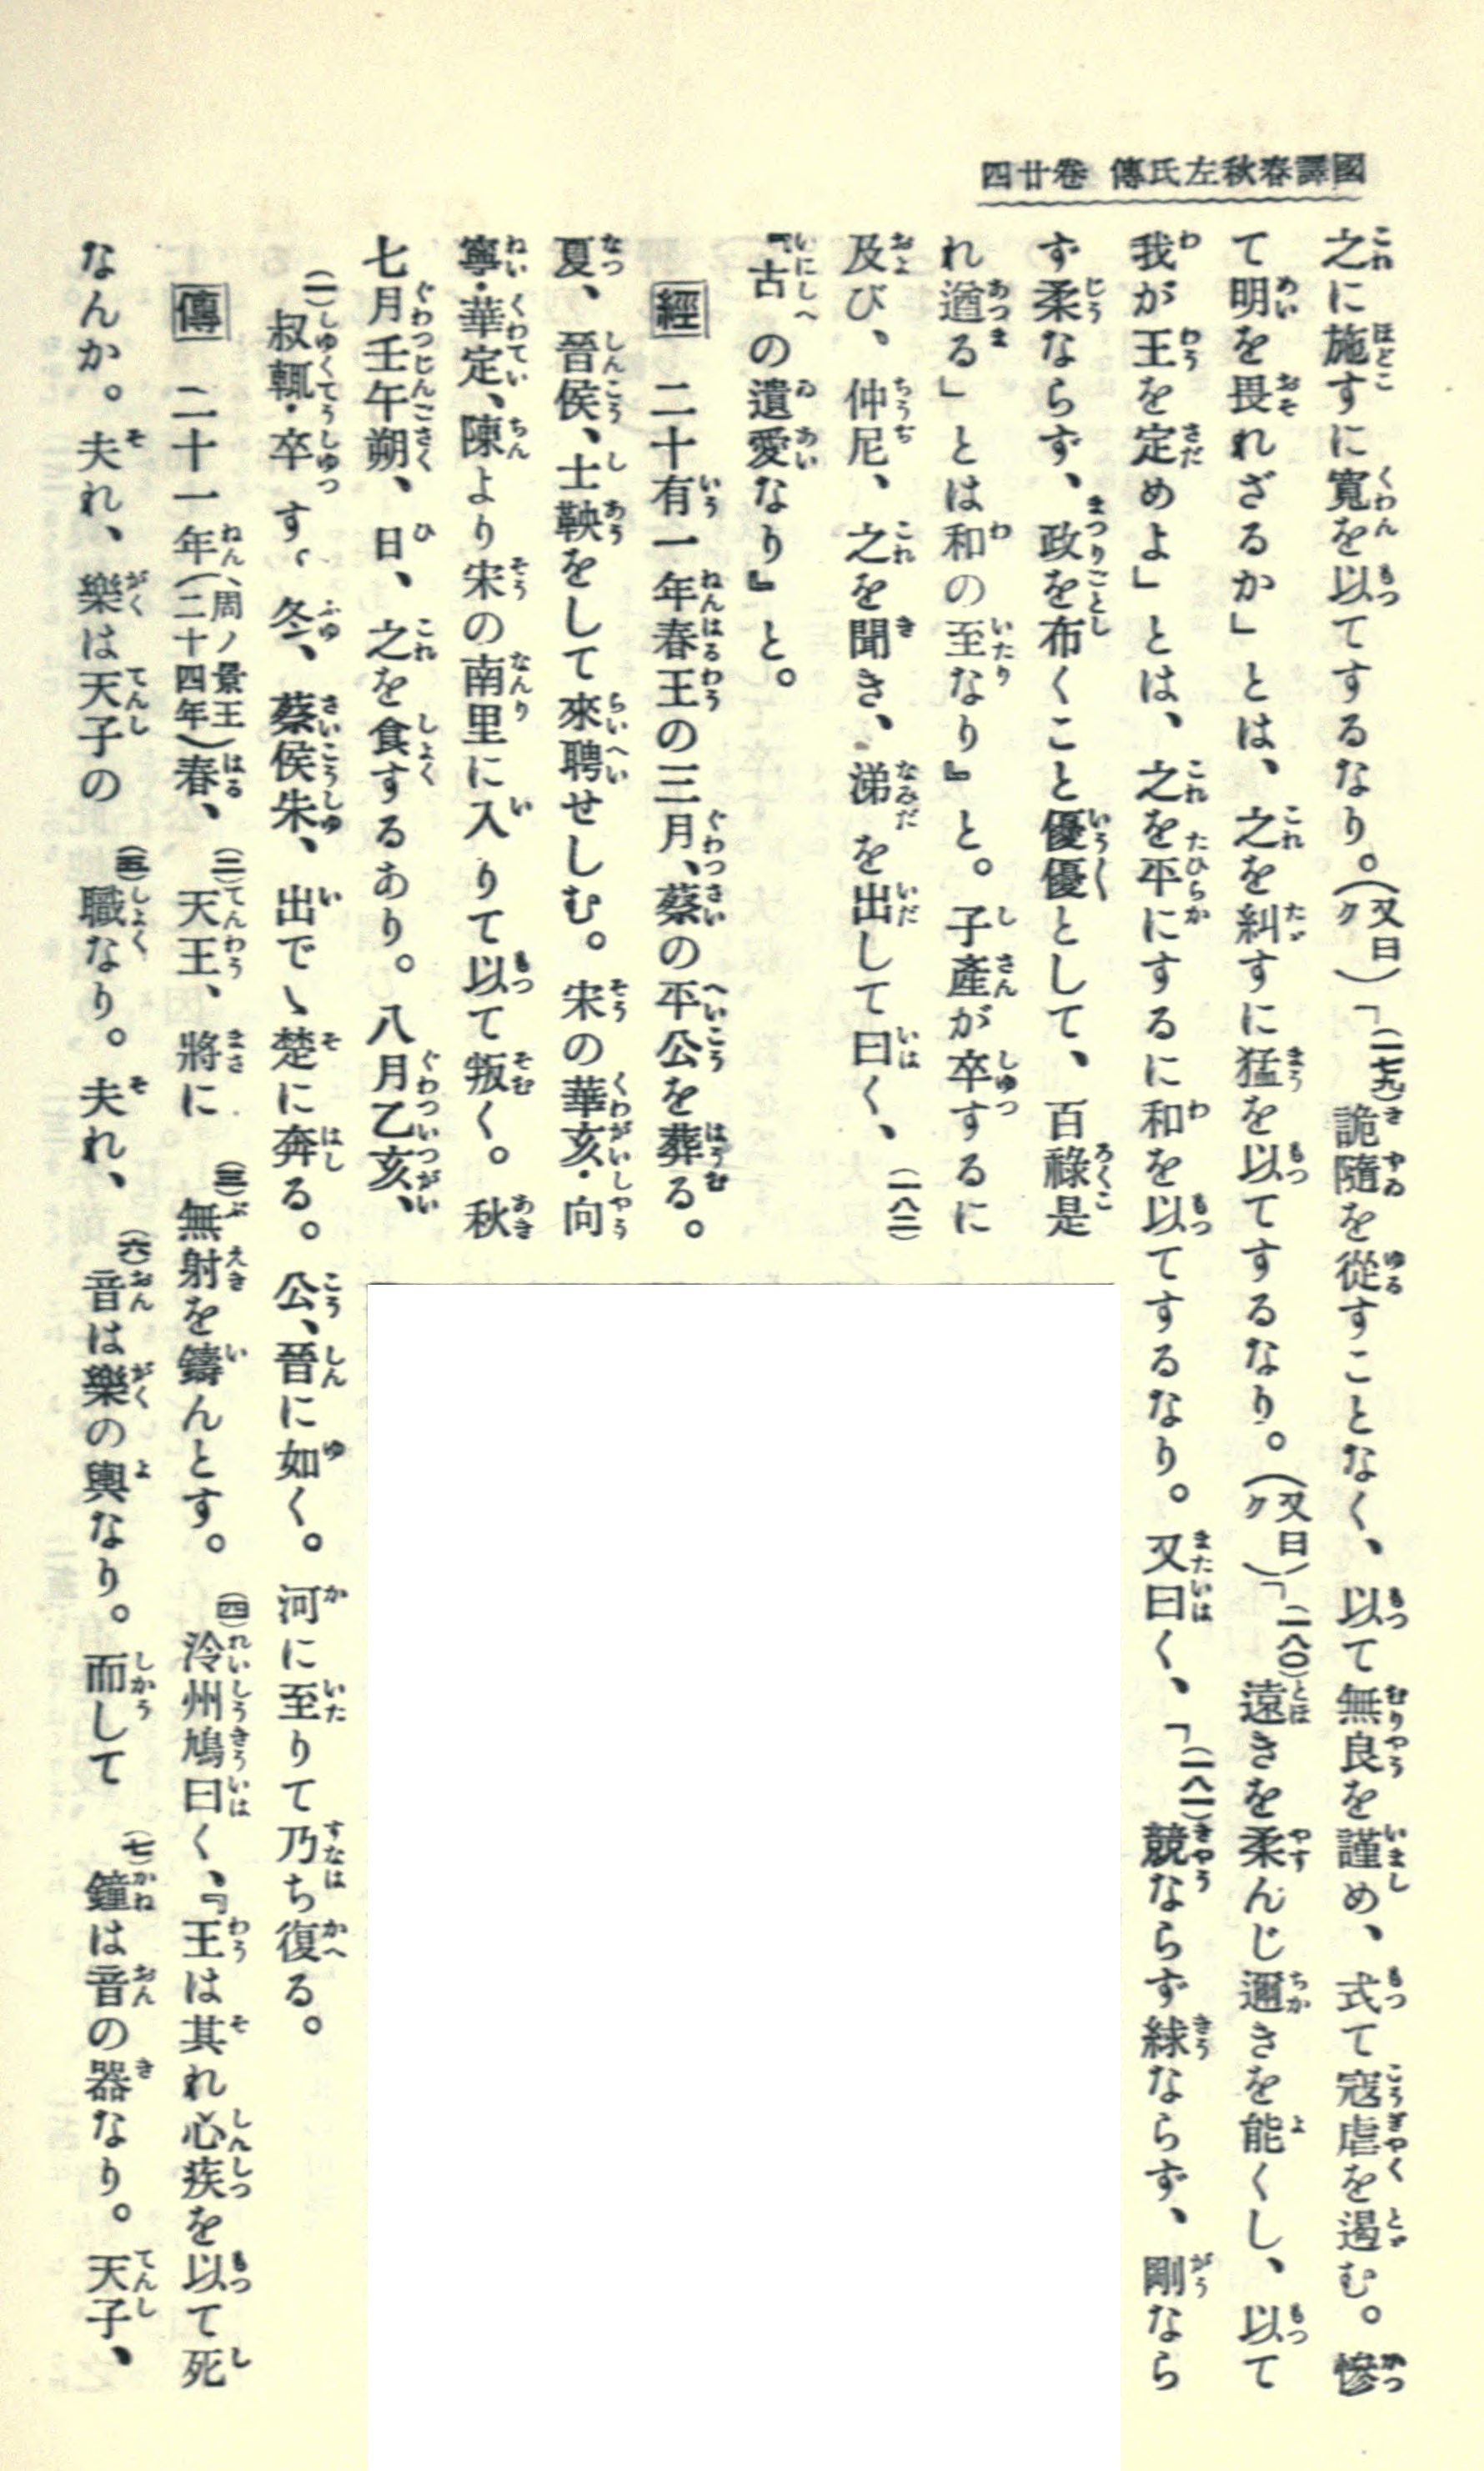 國譯春秋左氏傳 卷廿四
之に施すに寬を以てするなり。（又曰ク）「（一七九）詭隨を從すことなく、以て無良を謹め、式て寇虐を遏む。慘
て明を畏れざるか」とは、之を糾すに猛を以てするなり。（又曰ク）「（一八〇）遠きを柔んじ邇きを能くし、以て
我が王を定めよ」とは、之を平にするに和を以てするなり。又曰く、「（一八一）競ならず絿ならず、剛なら
ず柔ならず、政を布くこと優優として、百祿是
れ遒る」とは和の至なり』と。子產が卒するに
及び、仲尼、之を聞き、涕を出して曰く、（一八二）
『古の遺愛なり』と。
經 二十有一年春王の三月、蔡の平公を葬る。
夏、晉侯、士鞅をして來聘せしむ。宋の華亥・向
寧・華定、陳より宋の南里に入りて以て叛く。秋
七月壬午朔、日、之を食するあり。八月乙亥、
（一）叔輒・卒す。冬、蔡侯朱、出でゝ楚に奔る。公、晉に如く。河に至りて乃ち復る。
傳 二十一年（周ノ景王二十四年）春、（二）天王、將に（三）無射を鑄んとす。（四）泠州鳩曰く、『王は其れ心疾を以て死
なんか。夫れ、樂は天子の（五）職なり。夫れ、（六）音は樂の輿なり。而して（七）鐘は音の器なり。天子、